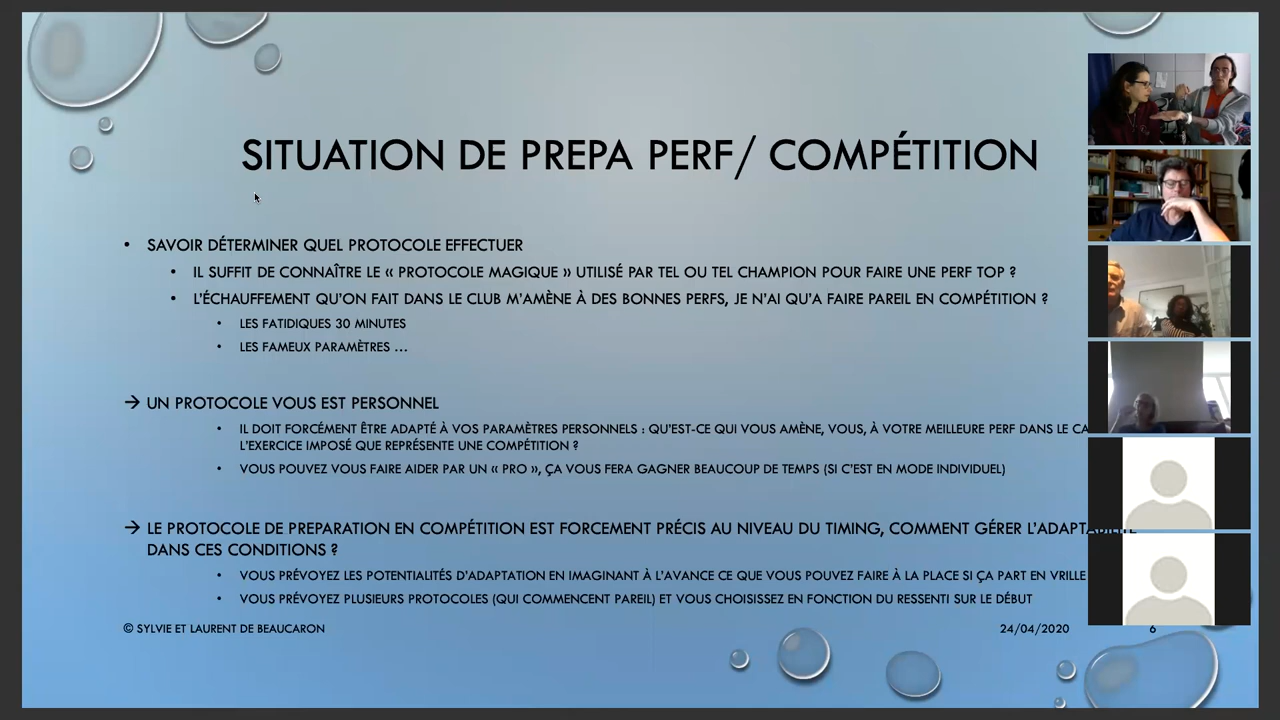 SITUATION DE PREPA PERF/ COMPÉTITION
• SAVOIR DÉTERMINER QUEL PROTOCOLE EFFECTUER
• IL SUFFIT DE CONNAÎTRE LE « PROTOCOLE MAGIQUE » UTILISÉ PAR TEL OU TEL CHAMPION POUR FAIRE UNE PERF TOP ?
• L'ÉCHAUFFEMENT QU'ON FAIT DANS LE CLUB M'AMÈNE À DES BONNES PERFS, JE N'AI QU'A FAIRE PAREIL EN COMPÉTITION ?
• LES FATIDIQUES 30 MINUTES
• LES FAMEUX PARAMÈTRES ...
→ UN PROTOCOLE VOUS EST PERSONNEL
• IL DOIT FORCÉMENT ÊTRE ADAPTÉ À VOS PARAMÈTRES PERSONNELS : QU'EST-CE QUI VOUS AMÈNE, VOUS, À VOTRE MEILLEURE PERF DANS LE
L'EXERCICE IMPOSÉ QUE REPRÉSENTE UNE COMPÉTITION ?
• VOUS POUVEZ VOUS FAIRE AIDER PAR UN « PRO », ÇA VOUS FERA GAGNER BEAUCOUP DE TEMPS (SI C'EST EN MODE INDIVIDUEL)
→ LE PROTOCOLE DE PREPARATION EN COMPÉTITION EST FORCEMENT PRÉCIS AU NIVEAU DU TIMING, COMMENT GÉRER L'ADAPTABILITE
DANS CES CONDITIONS ?
• VOUS PRÉVOYEZ LES POTENTIALITÉS D'ADAPTATION EN IMAGINANT À L'AVANCE CE QUE VOUS POUVEZ FAIRE À LA PLACE SI ÇA PART EN VRILLE
• VOUS PRÉVOYEZ PLUSIEURS PROTOCOLES (QUI COMMENCENT PAREIL) ET VOUS CHOISISSEZ EN FONCTION DU RESSENTI SUR LE DÉBUT
© SYLVIE ET LAURENT DE BEAUCARON
24/04/2020
6